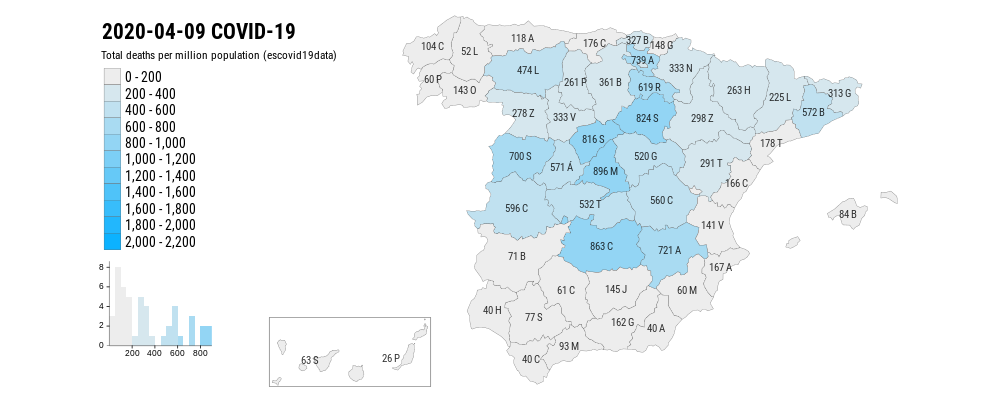 2020-04-09 COVID-19
Total deaths per million population (escovid19data)
0 - 200
200 - 400
400 - 600
600 - 800
800 - 1,000
1,000 - 1,200
1,200 - 1,400
1,400 - 1,600
1,600 - 1,800
1,800 - 2,000
2,000 - 2,200
8
6
4
2
0
200 400 600 800
104 C
52 L
118 A
176 C
327 B
148 G
739 A
333 N
60 P
143 O
474 L
261 P
361 B
619 R
263 H
225 L
313 G
572 B
278 Z
333 V
824 S
298 Z
816 S
178 T
700 S
571 Á
896 M
520 G
291 T
166 C
596 C
532 T
560 C
84 B
141 V
71 B
863 C
721 A
167 A
61 C
145 J
60 M
40 H
77 S
162 G
40 A
93 M
40 C
63 S
26 P